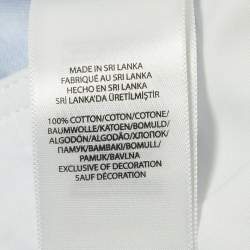 MADE IN SRI LANKA
FABRIQUÉ AU SRI LANKA
HECHO EN SRI LANKA
SRİ LANKA'DA ÜRETİLMİŞTİR
100% COTTON/COTON/COTONE/
BAUMWOLLE/KATOEN/BOMULD/
ALGODÓN/ALGODÃO/ХЛОПОК/
ПАМУК/BAMBAKI/BOMULL/
PAMUK/BAVLNA
EXCLUSIVE OF DECORATION
SAUF DÉCORATION